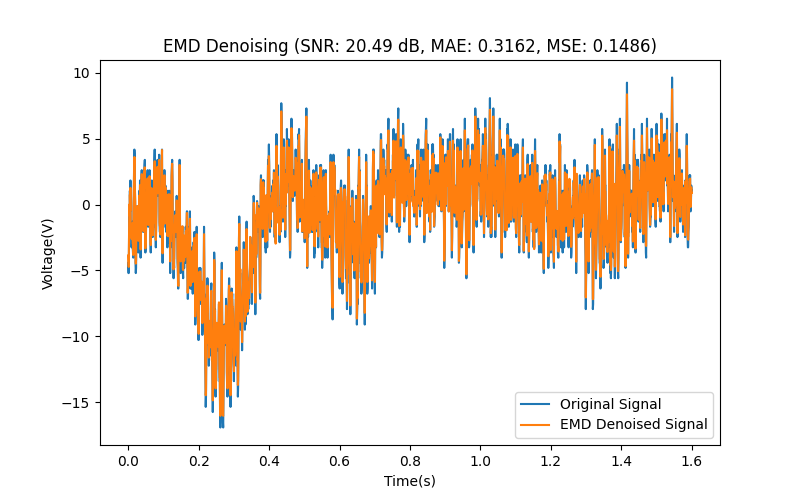 EMD Denoising (SNR: 20.49 dB, MAE: 0.3162, MSE: 0.1486)
10
5
0
−5
−10
−15
Voltage(V)
0.0 0.2 0.4 0.6 0.8 1.0 1.2 1.4 1.6
Time(s)
Original Signal
EMD Denoised Signal